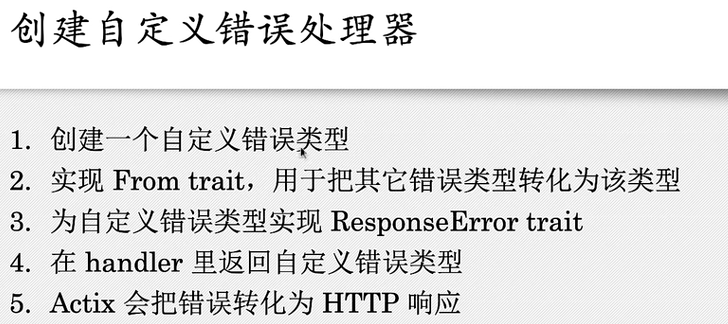 创建自定义错误处理器
1. 创建一个自定义错误类型
2. 实现 From trait，用于把其它错误类型转化为该类型
3. 为自定义错误类型实现 ResponseError trait
4. 在 handler 里返回自定义错误类型
5. Actix 会把错误转化为 HTTP 响应